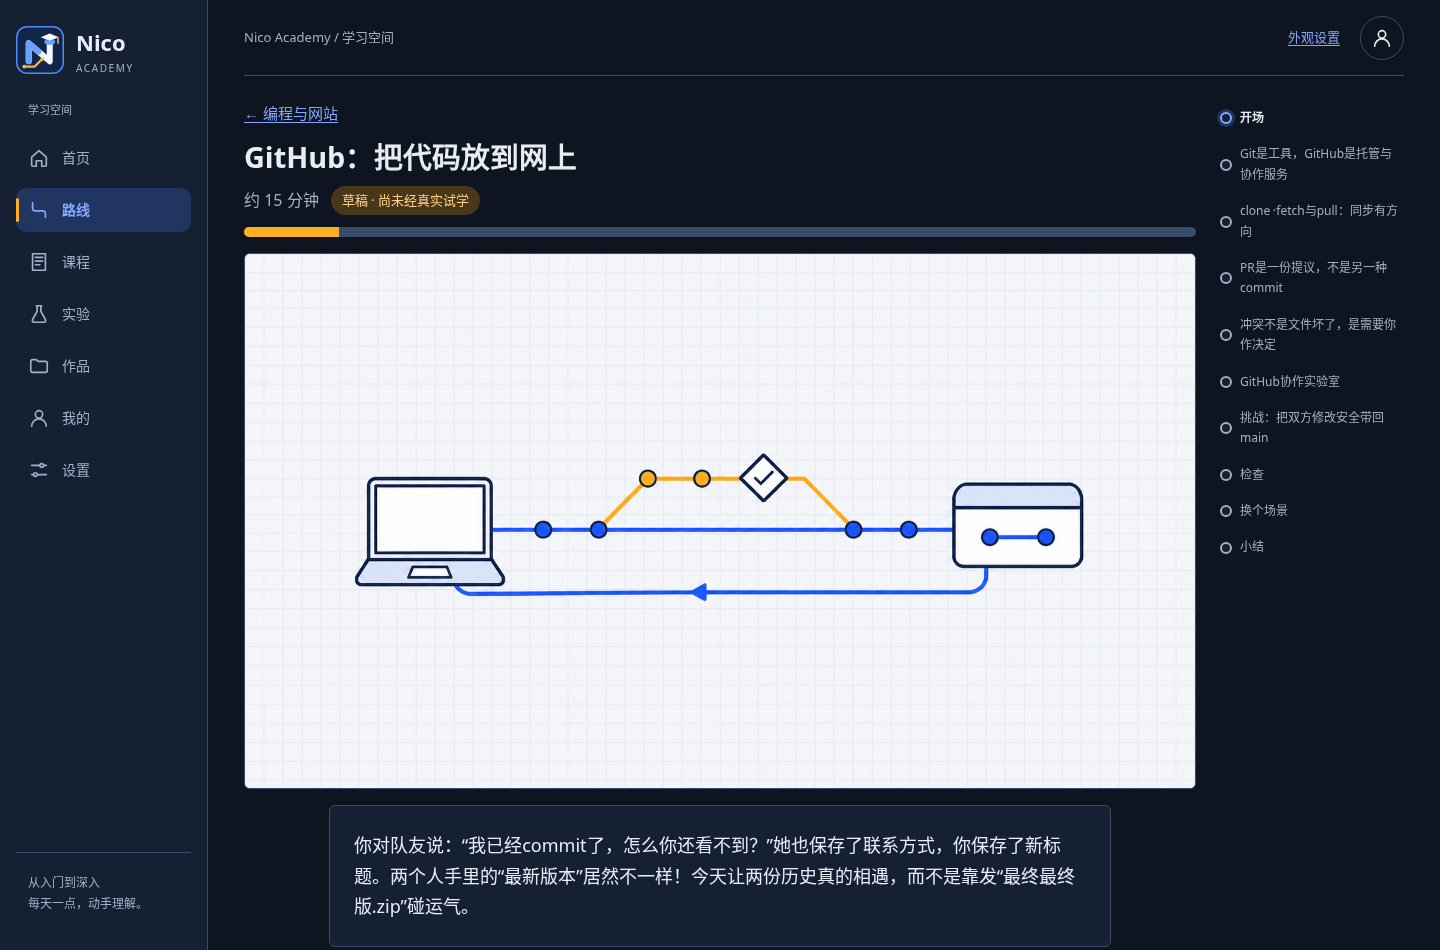 Nico
ACADEMY
学习空间
首页
路线
课程
实验
作品
我的
设置
从入门到深入
每天一点，动手理解。
Nico Academy / 学习空间
外观设置
← 编程与网站
GitHub：把代码放到网上
约 15 分钟
草稿 · 尚未经真实试学
你对队友说：“我已经commit了，怎么你还看不到？”她也保存了联系方式，你保存了新标
题。两个人手里的“最新版本”居然不一样！今天让两份历史真的相遇，而不是靠发“最终最终
版.zip”碰运气。
开场
Git是工具，GitHub是托管与
协作服务
clone·fetch与pull：同步有方
向
PR是一份提议，不是另一种
commit
冲突不是文件坏了，是需要你
作决定
GitHub协作实验室
挑战：把双方修改安全带回
main
检查
换个场景
小结